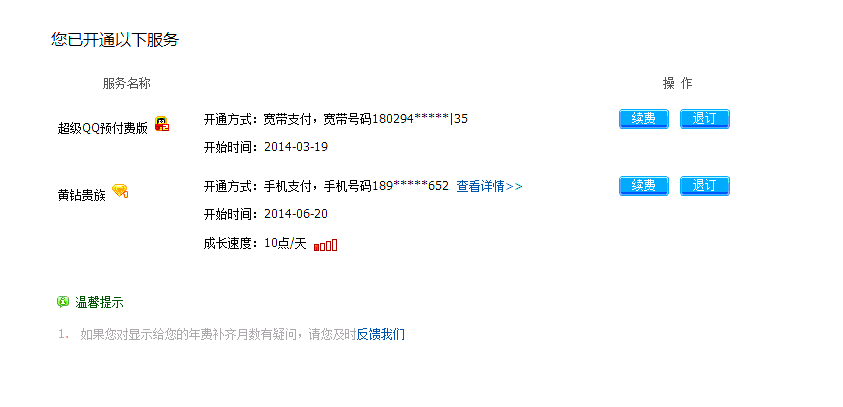 您已开通以下服务
服务名称 操 作
超级QQ预付费版
开通方式：宽带支付，宽带号码180294*****|35 续费 退订
开始时间：2014-03-19
黄钻贵族
开通方式：手机支付，手机号码189*****652 查看详情>> 续费 退订
开始时间：2014-06-20
成长速度：10点/天
温馨提示
1. 如果您对显示给您的年费补齐月数有疑问，请您及时反馈我们